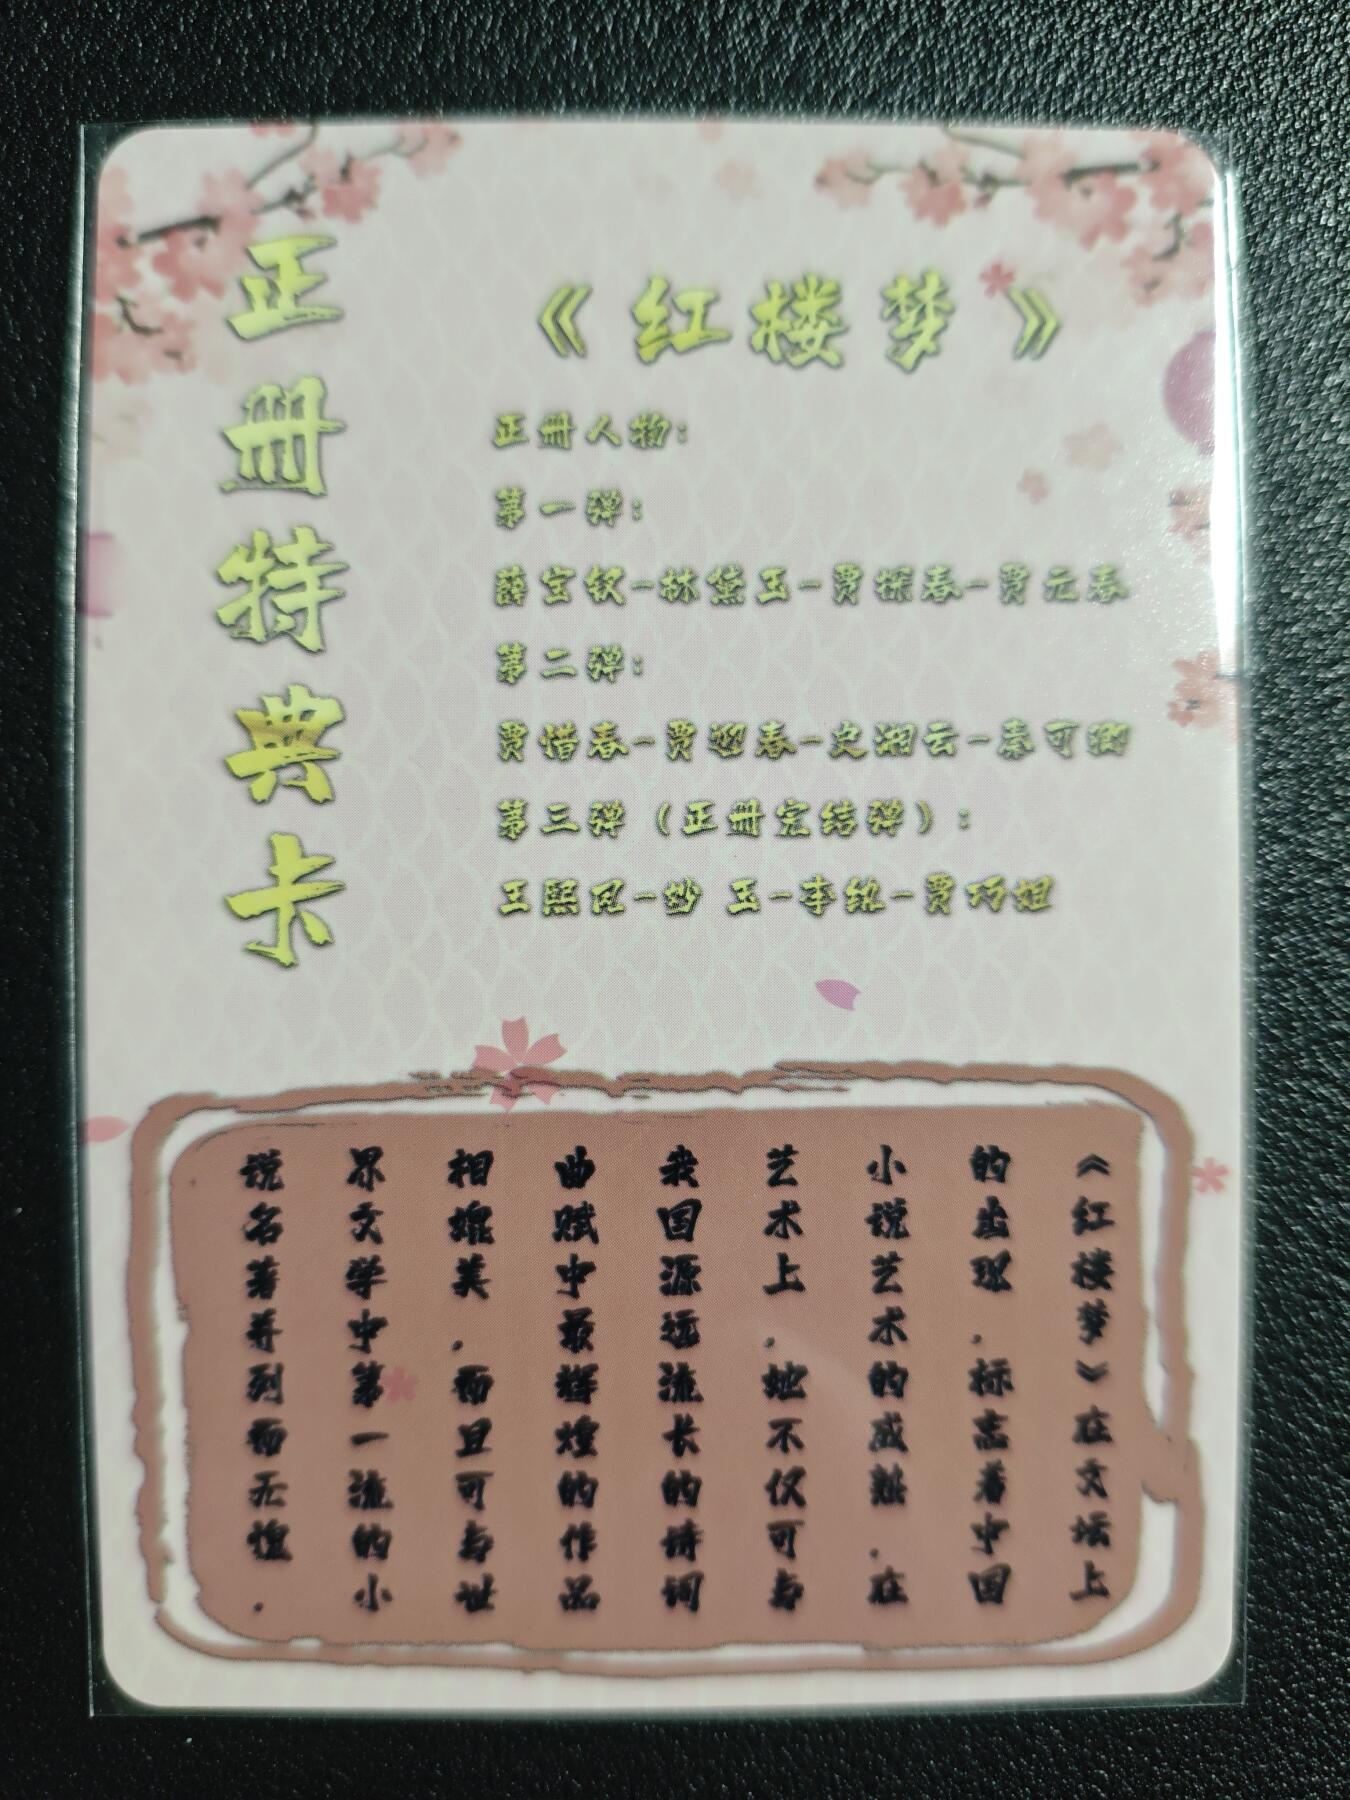 正册特典卡
《红楼梦》
正册人物：
第一弹：
薛宝钗-林黛玉-贾探春-贾元春
第二弹：
贾惜春-贾迎春-史湘云-秦可卿
第三弹（正册完结弹）：
王熙凤-妙 玉-李纨-贾巧姐
《红楼梦》在文坛上
的出现，标志着中国
小说艺术的成熟，在
艺术上，她不仅可与
我国源远流长的诗词
曲赋中最辉煌的作品
相媲美，而且可与世
界文学中第一流的小
说名著并列而无惶。